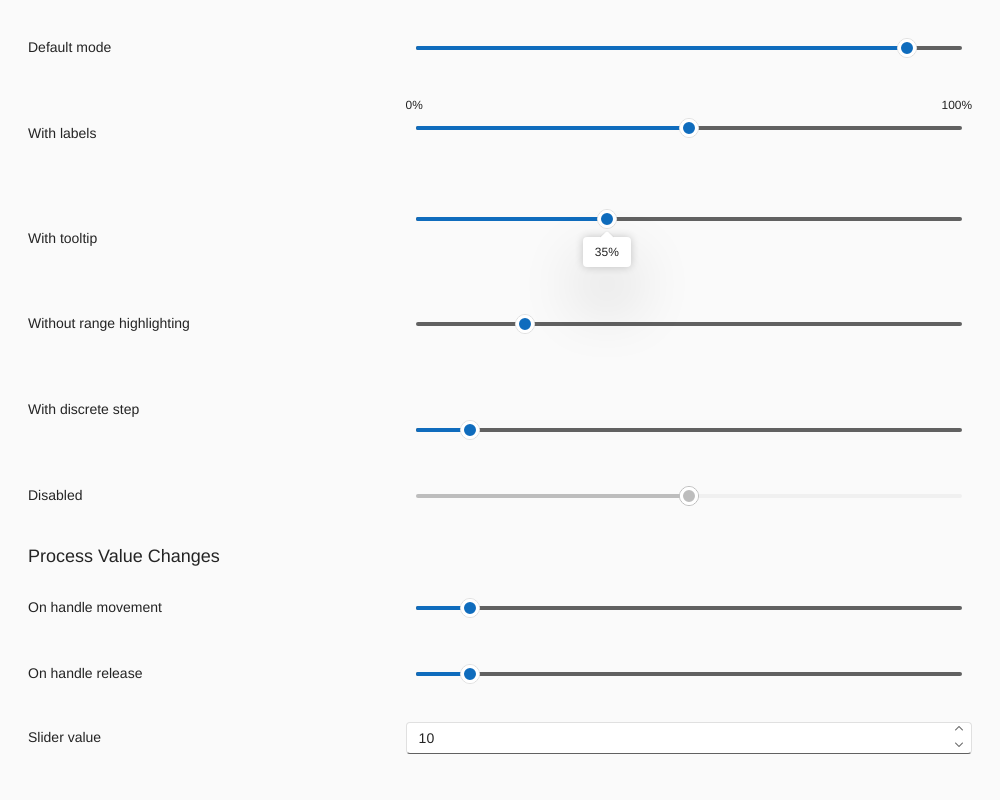 Default mode
0% 100%
With labels
With tooltip
35%
Without range highlighting
With discrete step
Disabled
Process Value Changes
On handle movement
On handle release
Slider value 10